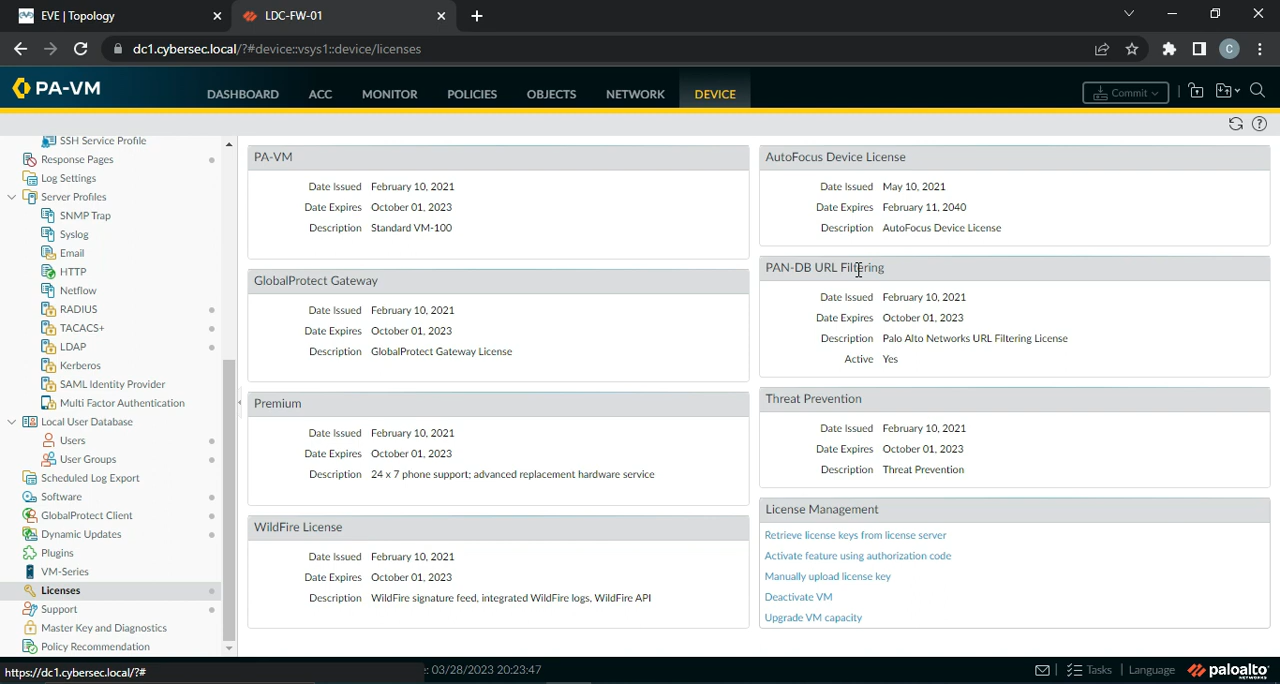 EVE | Topology
LDC-FW-01
dc1.cybersec.local/?#device::vsys1::device/licenses
C
PA-VM
DASHBOARD
ACC
MONITOR
POLICIES
OBJECTS
NETWORK
DEVICE
Commit
SSH Service Profile
Response Pages
Log Settings
Server Profiles
SNMP Trap
Syslog
Email
HTTP
Netflow
RADIUS
TACACS+
LDAP
Kerberos
SAML Identity Provider
Multi Factor Authentication
Local User Database
Users
User Groups
Scheduled Log Export
Software
GlobalProtect Client
Dynamic Updates
Plugins
VM-Series
Licenses
Support
Master Key and Diagnostics
Policy Recommendation
PA-VM
Date Issued February 10, 2021
Date Expires October 01, 2023
Description Standard VM-100
GlobalProtect Gateway
Date Issued February 10, 2021
Date Expires October 01, 2023
Description GlobalProtect Gateway License
Premium
Date Issued February 10, 2021
Date Expires October 01, 2023
Description 24 x 7 phone support; advanced replacement hardware service
WildFire License
Date Issued February 10, 2021
Date Expires October 01, 2023
Description WildFire signature feed, integrated WildFire logs, WildFire API
AutoFocus Device License
Date Issued May 10, 2021
Date Expires February 11, 2040
Description AutoFocus Device License
PAN-DB URL Filtering
Date Issued February 10, 2021
Date Expires October 01, 2023
Description Palo Alto Networks URL Filtering License
Active Yes
Threat Prevention
Date Issued February 10, 2021
Date Expires October 01, 2023
Description Threat Prevention
License Management
Retrieve license keys from license server
Activate feature using authorization code
Manually upload license key
Deactivate VM
Upgrade VM capacity
https://dc1.cybersec.local/?#
e: 03/28/2023 20:23:47
Tasks
Language
paloalto
NETWORKS